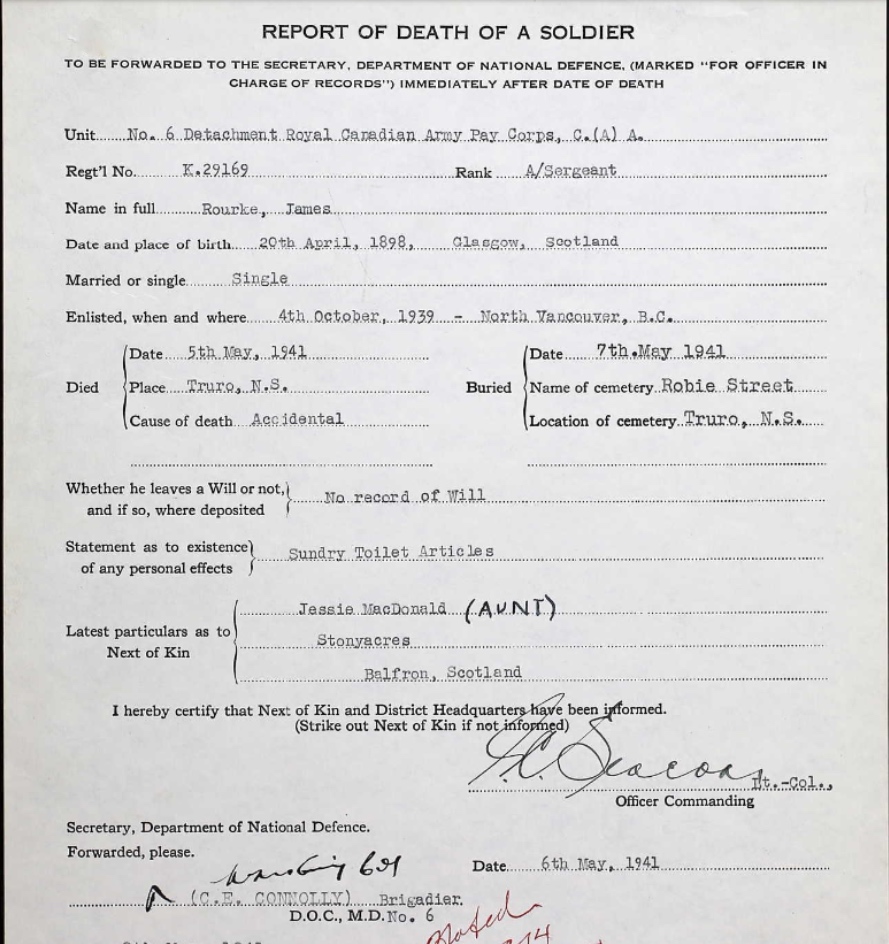 REPORT OF DEATH OF A SOLDIER
TO BE FORWARDED TO THE SECRETARY, DEPARTMENT OF NATIONAL DEFENCE, (MARKED "FOR OFFICER IN
CHARGE OF RECORDS") IMMEDIATELY AFTER DATE OF DEATH
Unit No. 6 Detachment Royal Canadian Army Pay Corps, C.(A) A.
Regt'l No. K.29169 Rank A/Sergeant
Name in full Rourke, James
Date and place of birth 20th April, 1898, Glasgow, Scotland
Married or single Single
Enlisted, when and where 4th October, 1939 - North Vancouver, B.C.
Died Date 5th May, 1941
Place Truro, N.S.
Cause of death Accidental
Buried Date 7th.May 1941
Name of cemetery Robie Street
Location of cemetery Truro, N.S.
Whether he leaves a Will or not,
and if so, where deposited No record of Will
Statement as to existence
of any personal effects Sundry Toilet Articles
Latest particulars as to
Next of Kin
Jessie MacDonald (AUNT)
Stonyacres
Balfron, Scotland
I hereby certify that Next of Kin and District Headquarters have been informed.
(Strike out Next of Kin if not informed)
Lt.-Col.,
Officer Commanding
Secretary, Department of National Defence.
Forwarded, please.
Date 6th May, 1941
(C.E. CONNOLLY) Brigadier.
D.O.C., M.D. No. 6